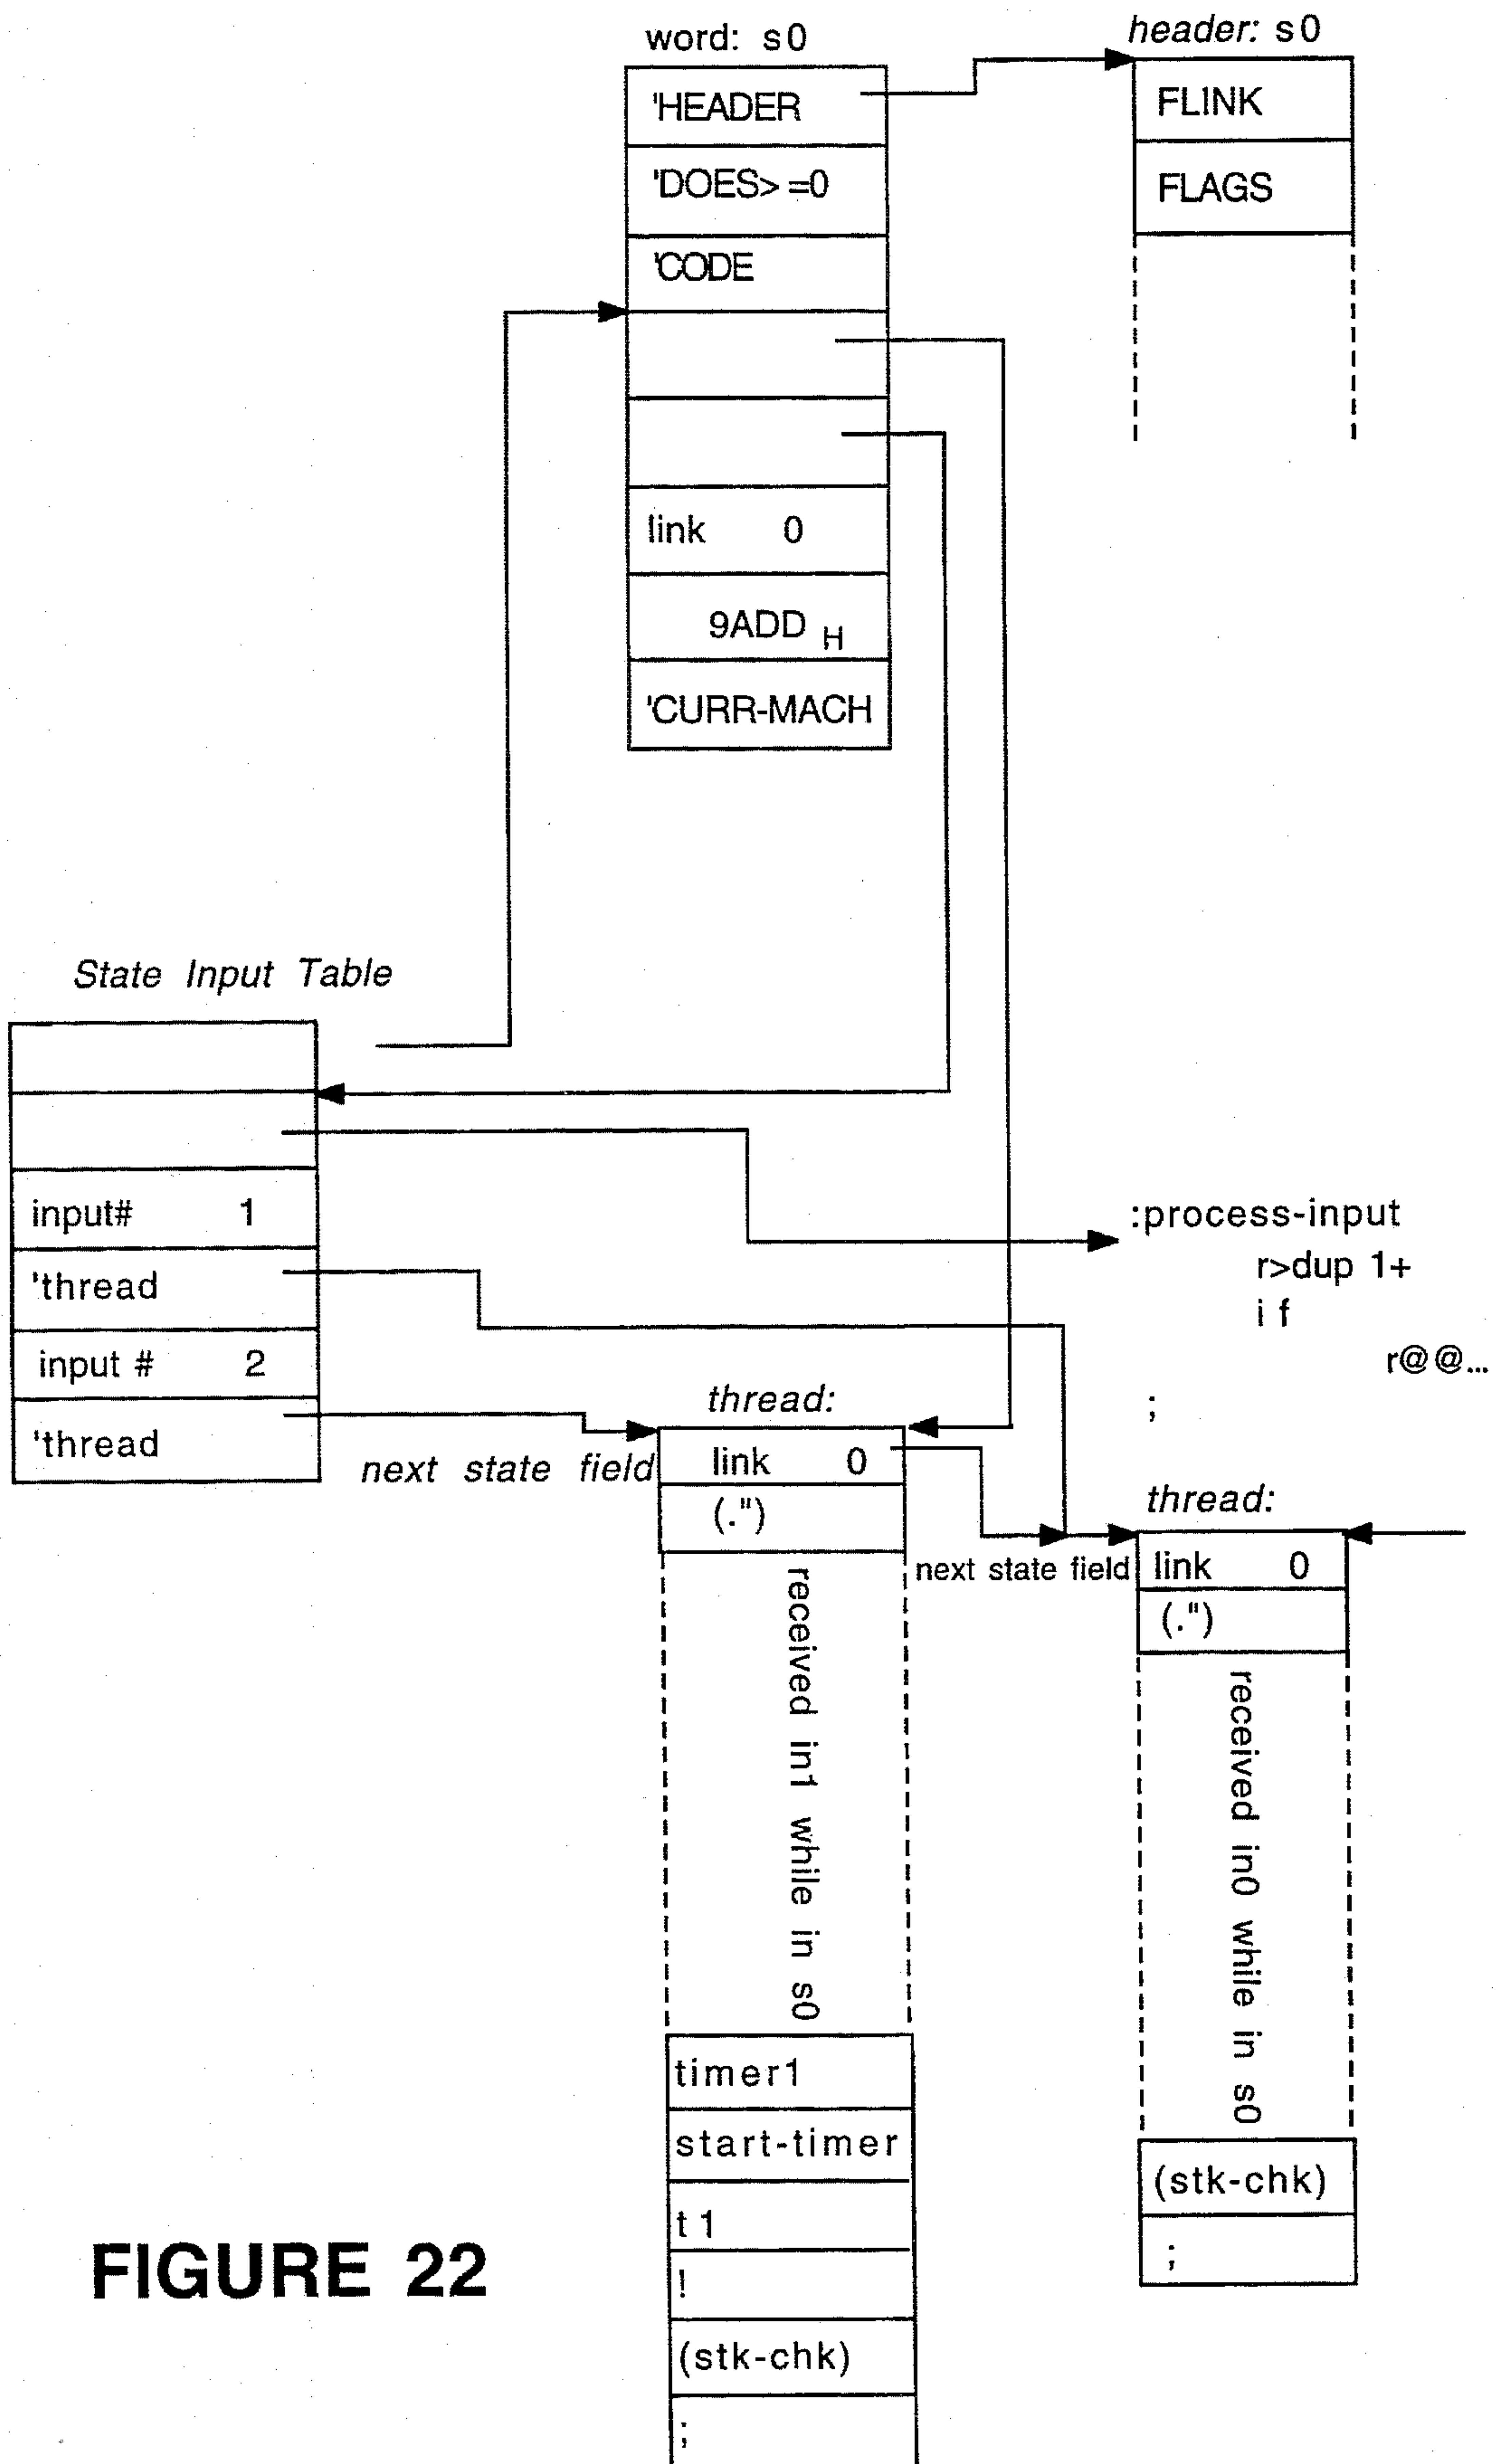 word: s0
'HEADER
'DOES> =0
'CODE
link 0
9ADD H
'CURR-MACH
header: s0
FLINK
FLAGS
State Input Table
input# 1
'thread
input # 2
'thread
:process-input
r>dup 1+
i f
r@@...
;
thread:
next state field
link 0
(.")
received in1 while in s0
timer1
start-timer
t1
!
(stk-chk)
;
thread:
next state field
link 0
(.")
received in0 while in s0
(stk-chk)
;
FIGURE 22